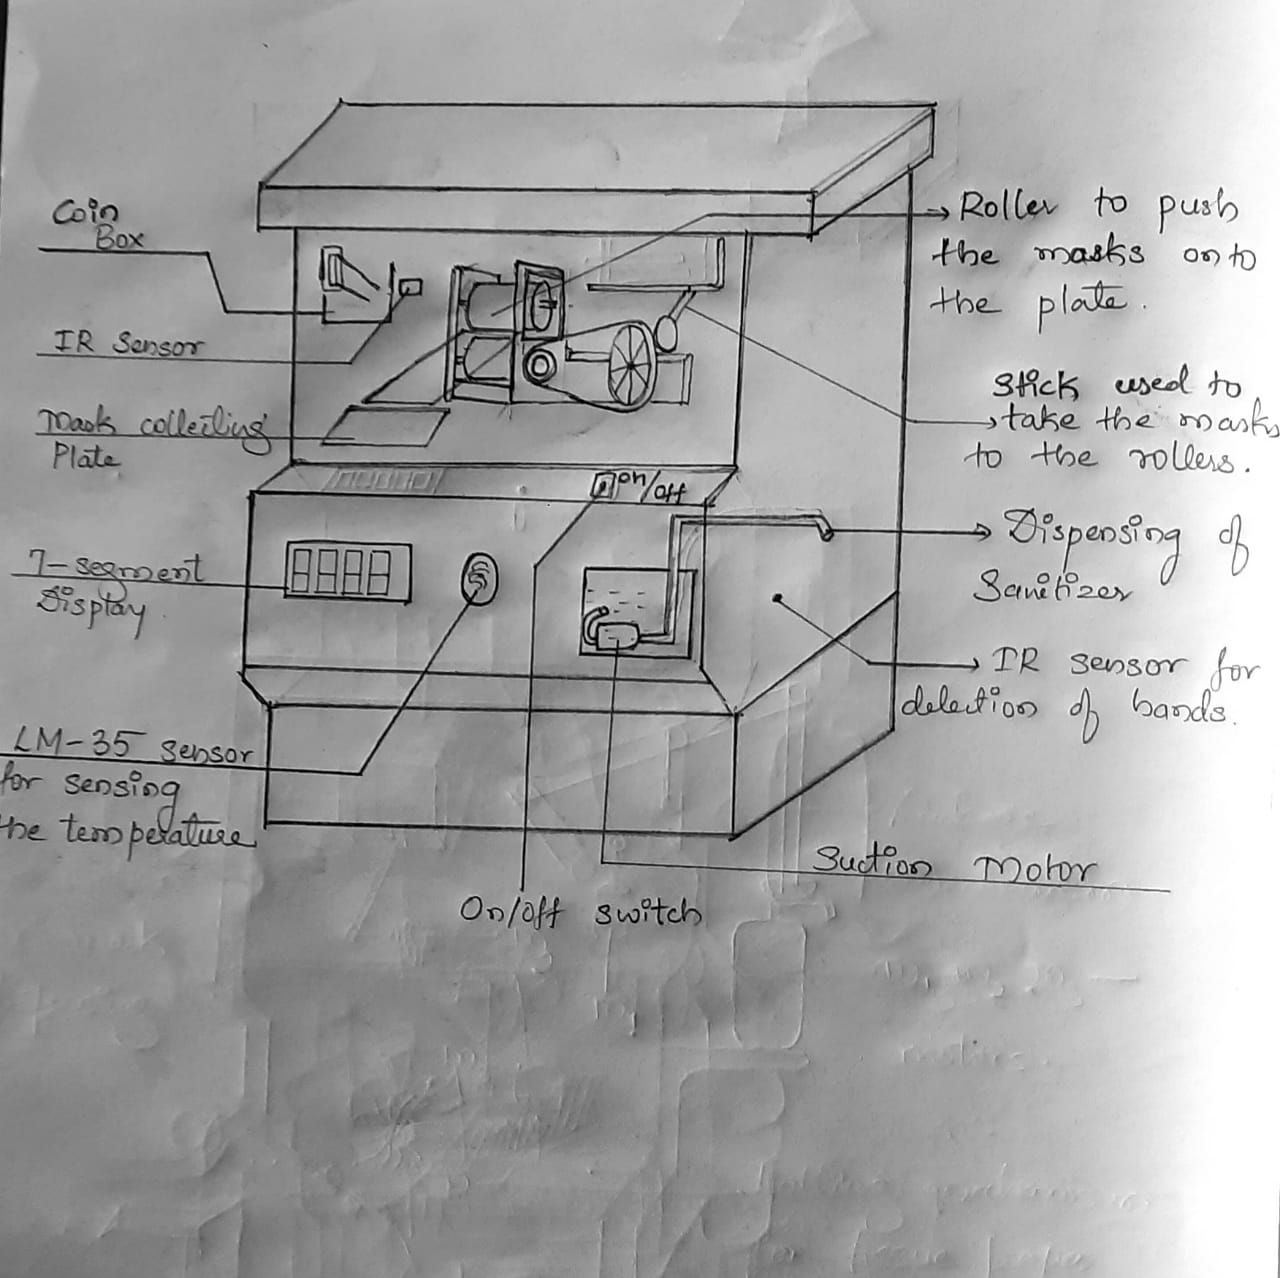 Coin
Box
IR Sensor
Mask collecting
Plate
7-segment
Display.
LM-35 sensor
for sensing
the temperature
on/off
On/off switch
Roller to push
the masks onto
the plate.
Stick used to
take the masks
to the rollers.
Dispensing of
Sanitizer
IR sensor for
detection of hands.
Suction Motor